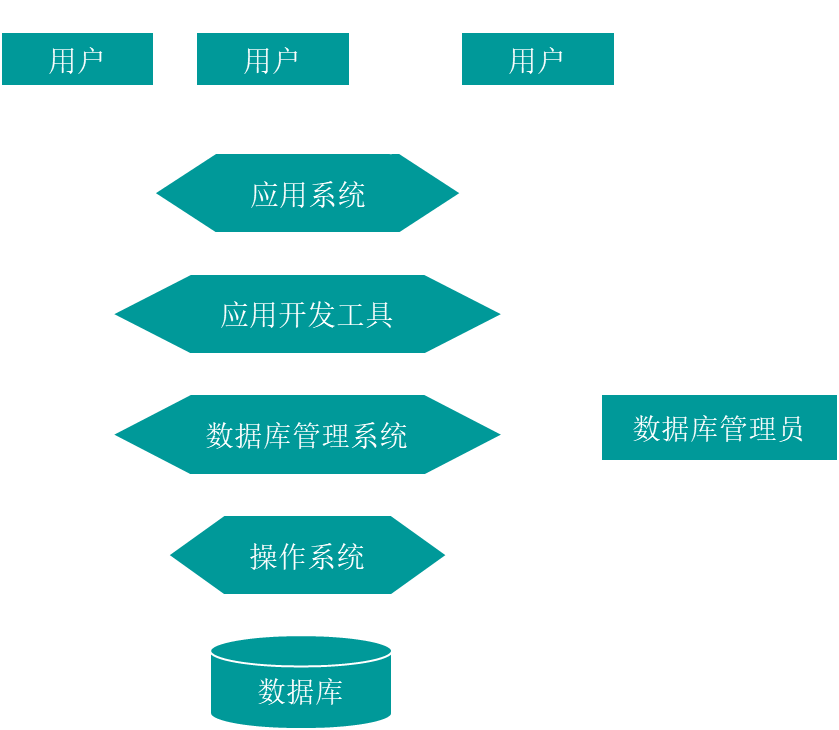 用户
用户
用户
应用系统
应用开发工具
数据库管理系统
数据库管理员
操作系统
数据库